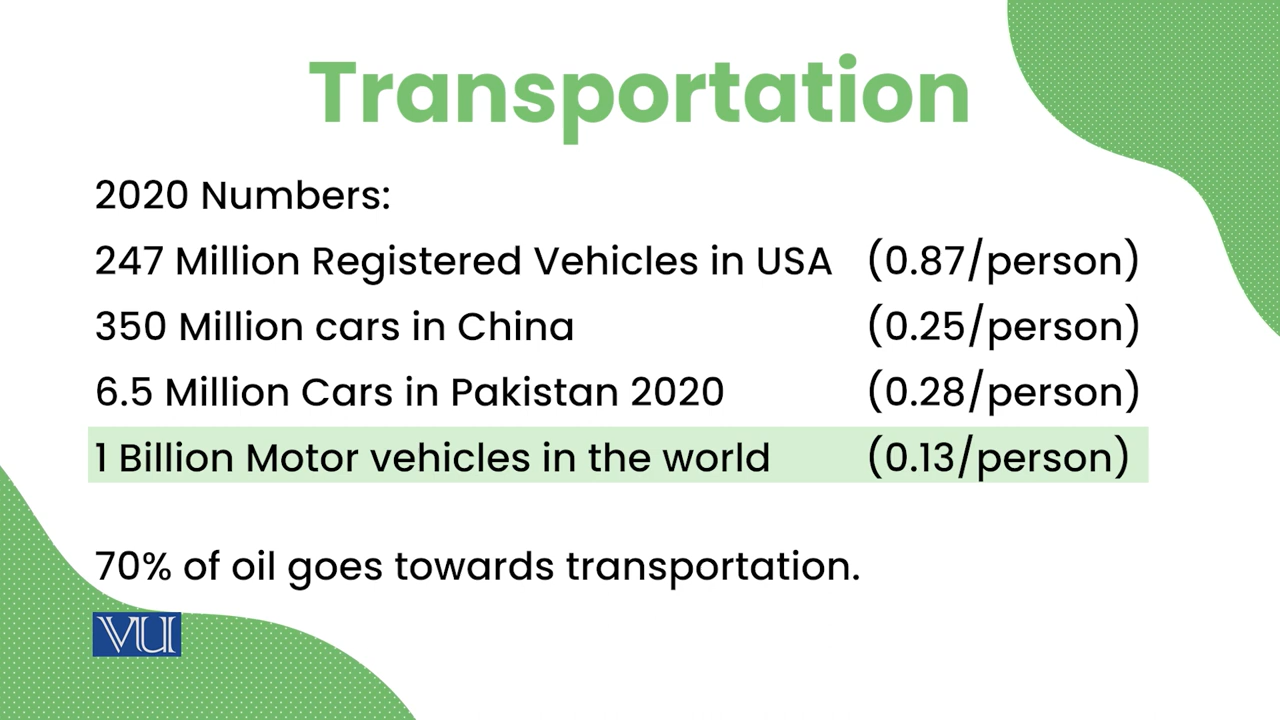 Transportation
2020 Numbers:
247 Million Registered Vehicles in USA (0.87/person)
350 Million cars in China (0.25/person)
6.5 Million Cars in Pakistan 2020 (0.28/person)
1 Billion Motor vehicles in the world (0.13/person)
70% of oil goes towards transportation.
VU